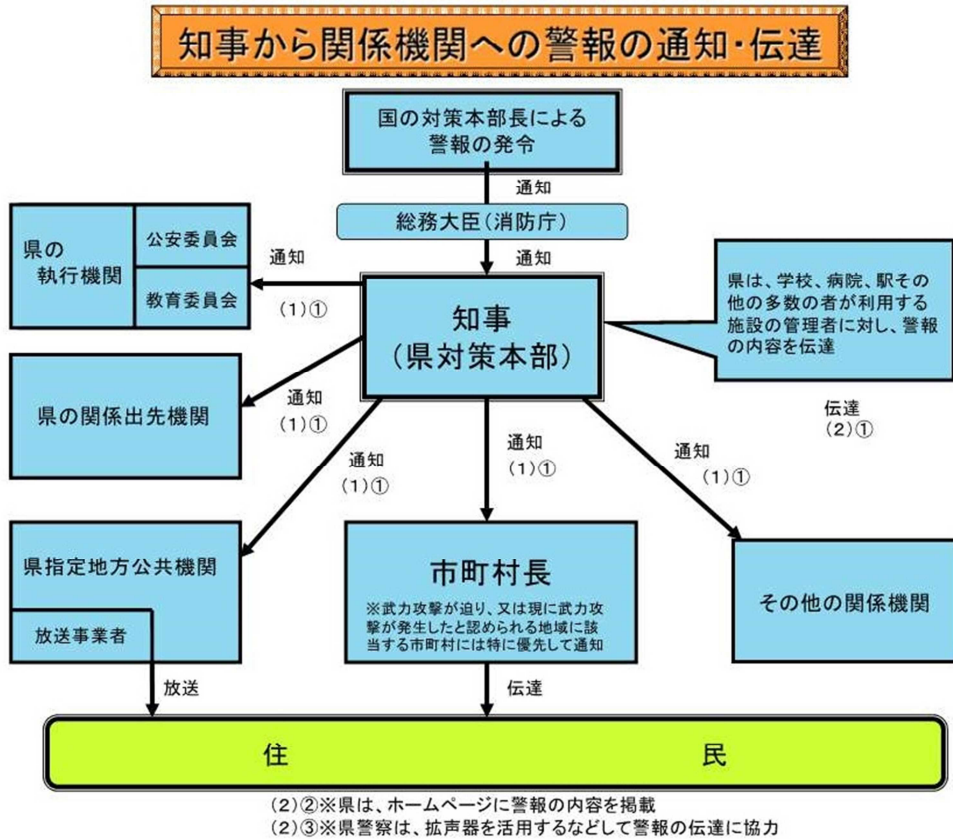 知事から関係機関への警報の通知・伝達
国の対策本部長による
警報の発令
通知
総務大臣(消防庁)
通知
県の
執行機関
公安委員会
教育委員会
通知
(1)①
知事
(県対策本部)
県は、学校、病院、駅その
他の多数の者が利用する
施設の管理者に対し、警報
の内容を伝達
伝達
(2)①
県の関係出先機関
通知
(1)①
通知
(1)①
通知
(1)①
通知
(1)①
県指定地方公共機関
放送事業者
市町村長
※武力攻撃が迫り、又は現に武力攻
撃が発生したと認められる地域に該
当する市町村には特に優先して通知
その他の関係機関
放送
伝達
住 民
(2)②※県は、ホームページに警報の内容を掲載
(2)③※県警察は、拡声器を活用するなどして警報の伝達に協力